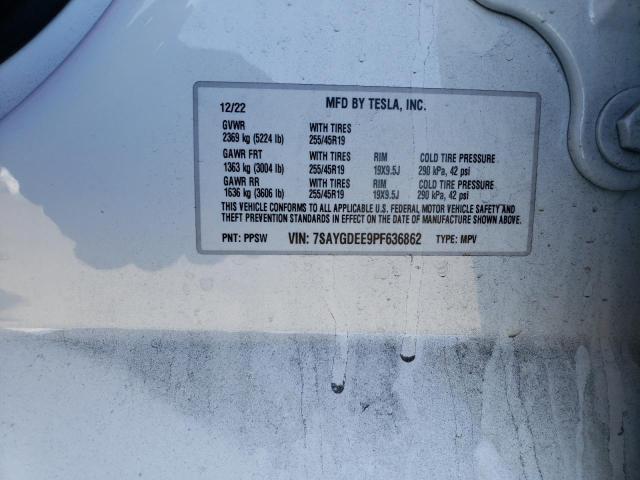 12/22 MFD BY TESLA, INC.
GVWR WITH TIRES
2369 kg (5224 lb) 255/45R19
GAWR FRT WITH TIRES RIM COLD TIRE PRESSURE
1363 kg (3004 lb) 255/45R19 19X9.5J 290 kPa, 42 psi
GAWR RR WITH TIRES RIM COLD TIRE PRESSURE
1636 kg (3606 lb) 255/45R19 19X9.5J 290 kPa, 42 psi
THIS VEHICLE CONFORMS TO ALL APPLICABLE U.S. FEDERAL MOTOR VEHICLE SAFETY AND
THEFT PREVENTION STANDARDS IN EFFECT ON THE DATE OF MANUFACTURE SHOWN ABOVE.
PNT: PPSW VIN: 7SAYGDEE9PF636862 TYPE: MPV